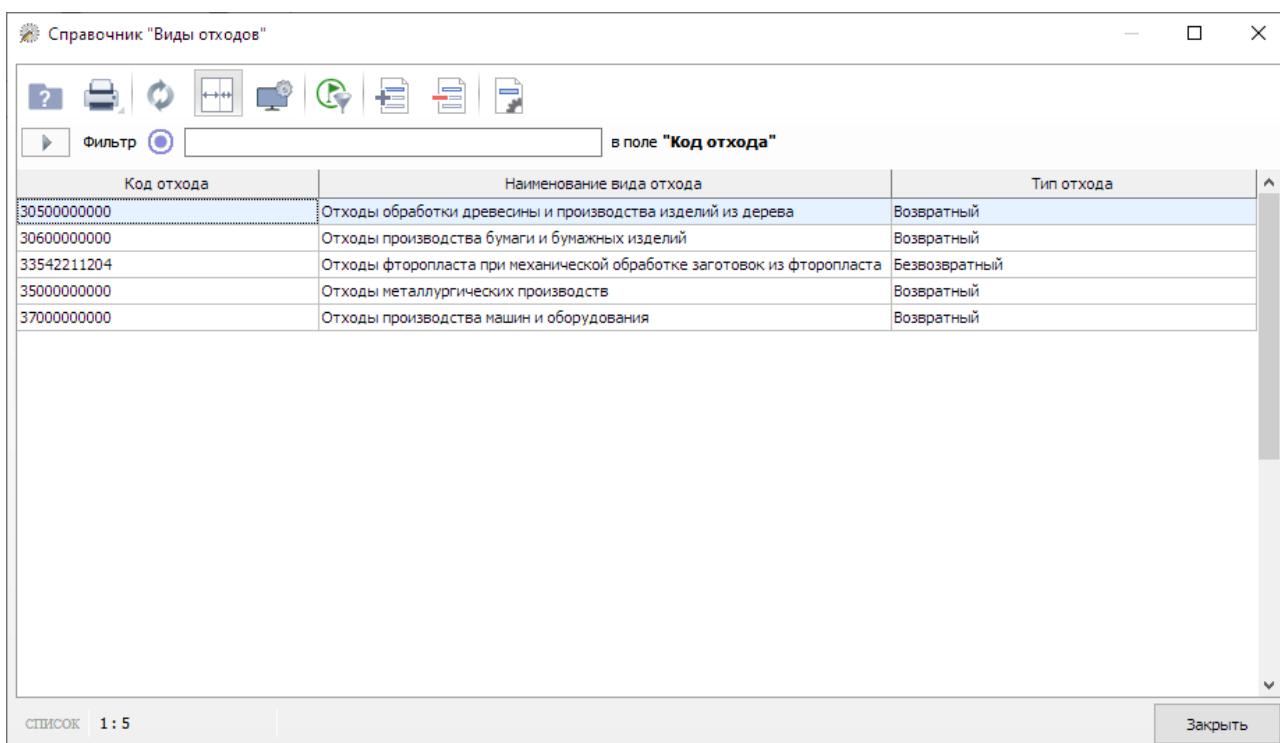 Справочник "Виды отходов"
Фильтр в поле "Код отхода"
Код отхода Наименование вида отхода Тип отхода
30500000000 Отходы обработки древесины и производства изделий из дерева Возвратный
30600000000 Отходы производства бумаги и бумажных изделий Возвратный
33542211204 Отходы фторопласта при механической обработке заготовок из фторопласта Безвозвратный
35000000000 Отходы металлургических производств Возвратный
37000000000 Отходы производства машин и оборудования Возвратный
СПИСОК 1:5 Закрыть